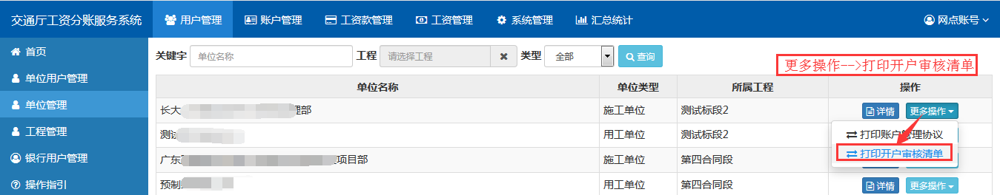 交通厅工资分账服务系统 用户管理 账户管理 工资款管理 工资管理 系统管理 汇总统计 网点账号
首页
单位用户管理
单位管理
工程管理
银行用户管理
操作指引
关键字 单位名称 工程 请选择工程 类型 全部 查询
更多操作-->打印开户审核清单
单位名称 单位类型 所属工程 操作
长大 理部 施工单位 测试标段2 详情 更多操作
测试 用工单位 测试标段2
打印账户管理协议
打印开户审核清单
广东 项目部 施工单位 第四合同段
预制 用工单位 第四合同段 详情 更多操作